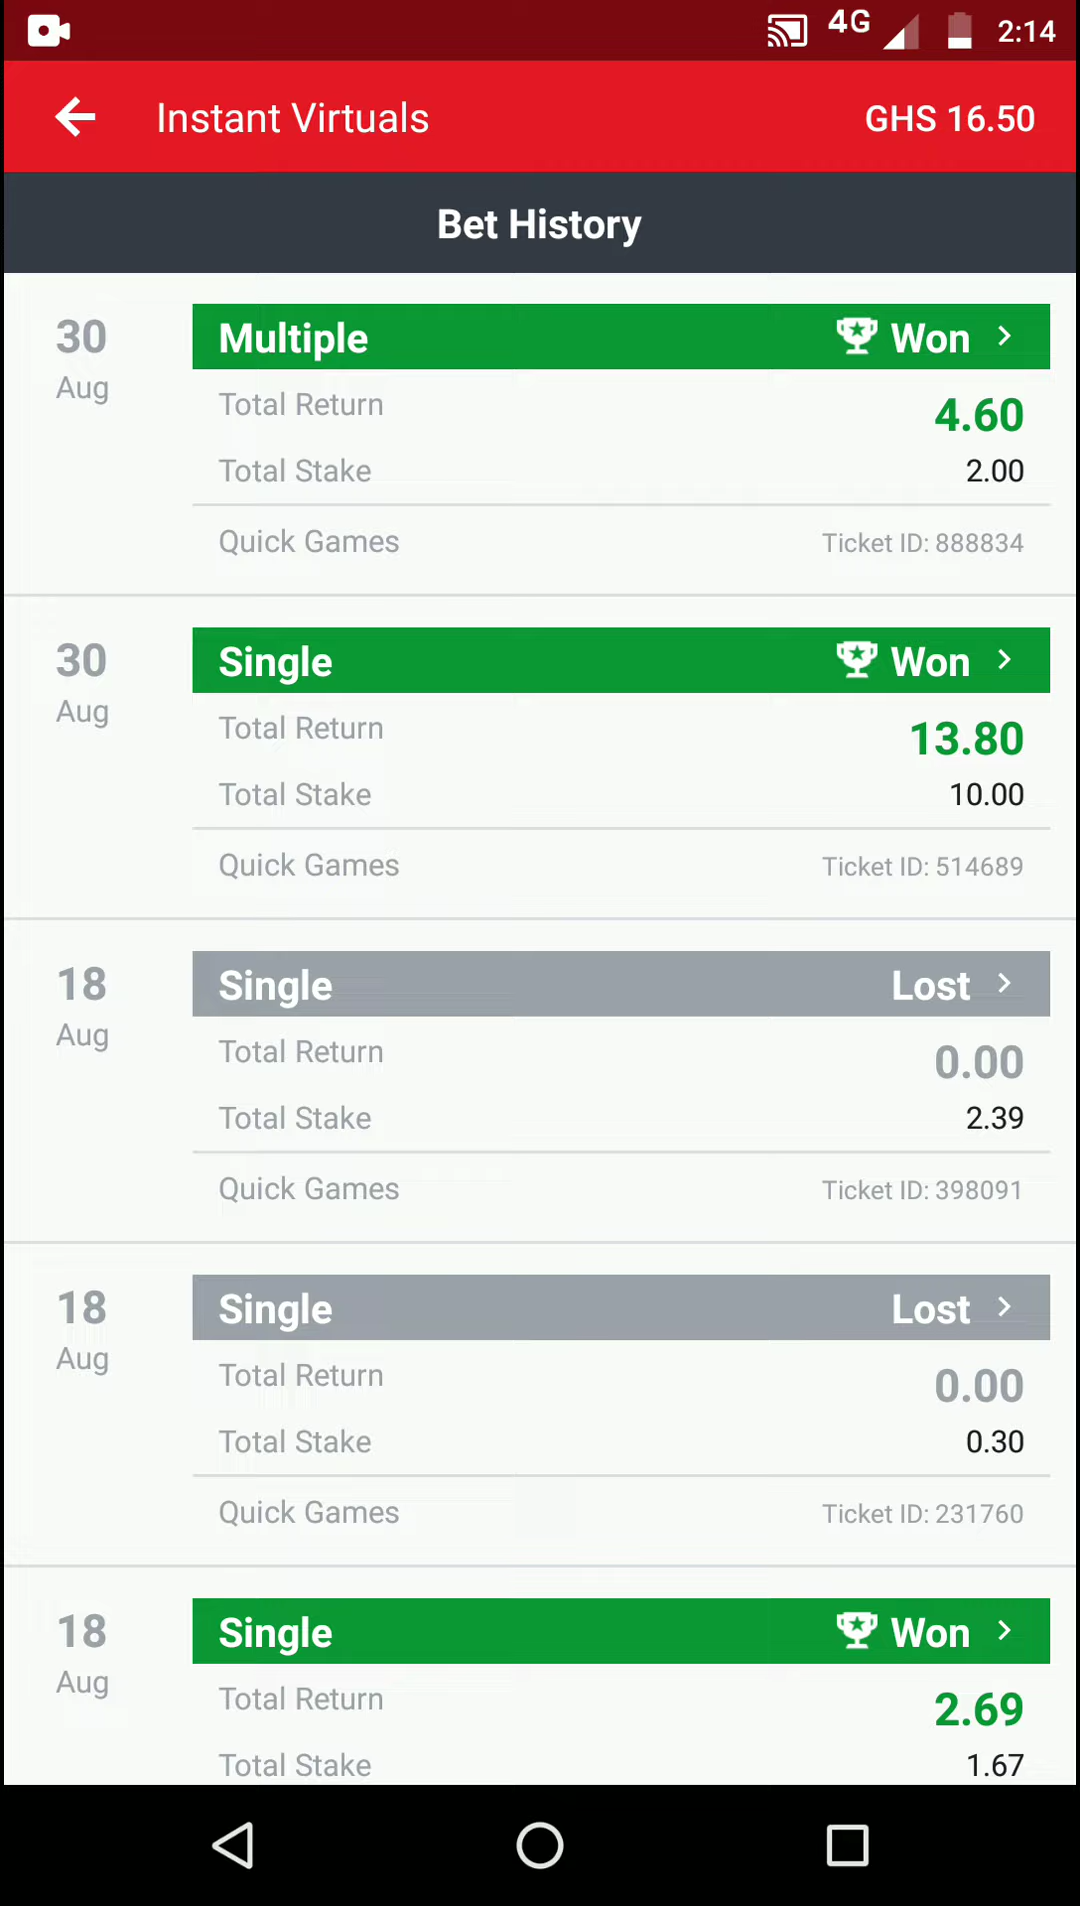 4G 2:14
Instant Virtuals GHS 16.50
Bet History
30 Multiple Won
Aug Total Return 4.60
Total Stake 2.00
Quick Games Ticket ID: 888834
30 Single Won
Aug Total Return 13.80
Total Stake 10.00
Quick Games Ticket ID: 514689
18 Single Lost
Aug Total Return 0.00
Total Stake 2.39
Quick Games Ticket ID: 398091
18 Single Lost
Aug Total Return 0.00
Total Stake 0.30
Quick Games Ticket ID: 231760
18 Single Won
Aug Total Return 2.69
Total Stake 1.67